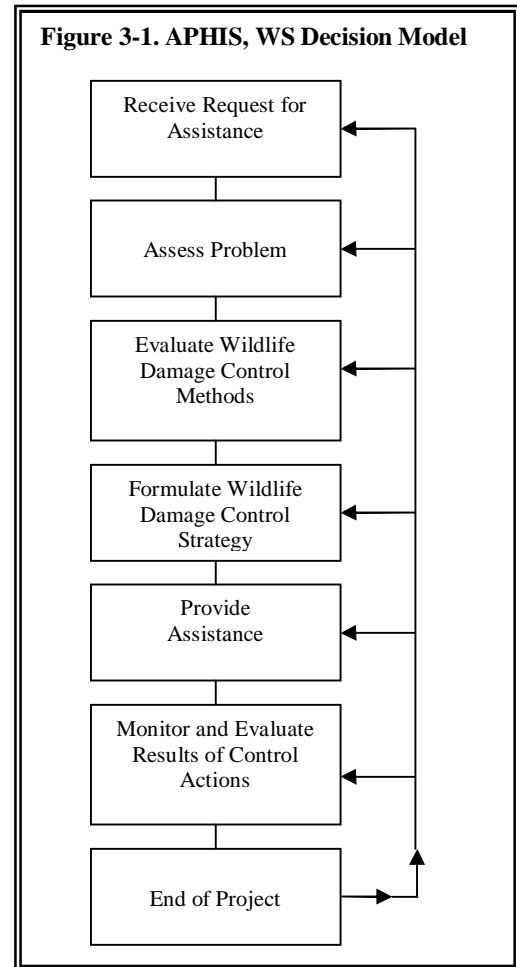 Figure 3-1. APHIS, WS Decision Model
Receive Request for
Assistance
Assess Problem
Evaluate Wildlife
Damage Control
Methods
Formulate Wildlife
Damage Control
Strategy
Provide
Assistance
Monitor and Evaluate
Results of Control
Actions
End of Project